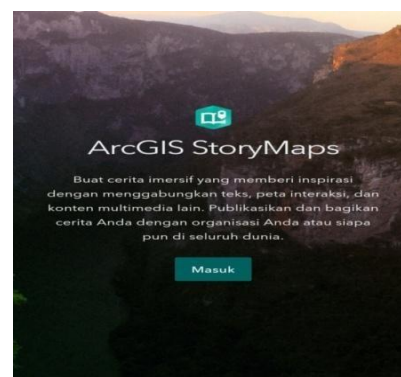 ArcGIS StoryMaps
Buat cerita imersif yang memberi inspirasi
dengan menggabungkan teks, peta interaksi, dan
konten multimedia lain. Publikasikan dan bagikan
cerita Anda dengan organisasi Anda atau siapa
pun di seluruh dunia.
Masuk